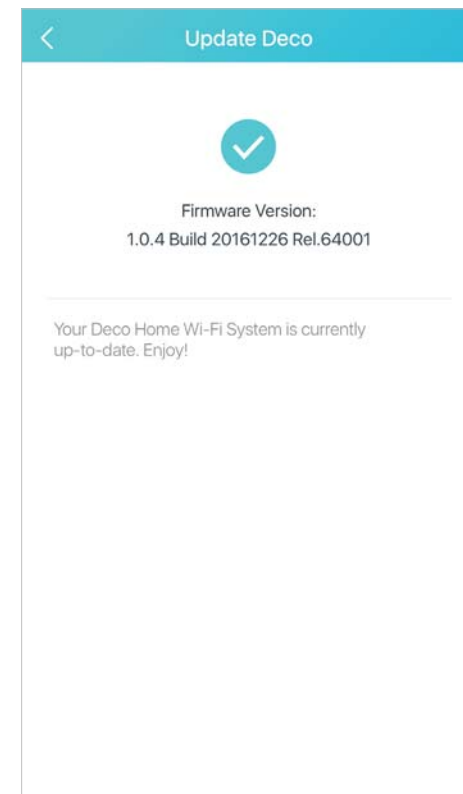 Update Deco
Firmware Version:
1.0.4 Build 20161226 Rel.64001
Your Deco Home Wi-Fi System is currently
up-to-date. Enjoy!